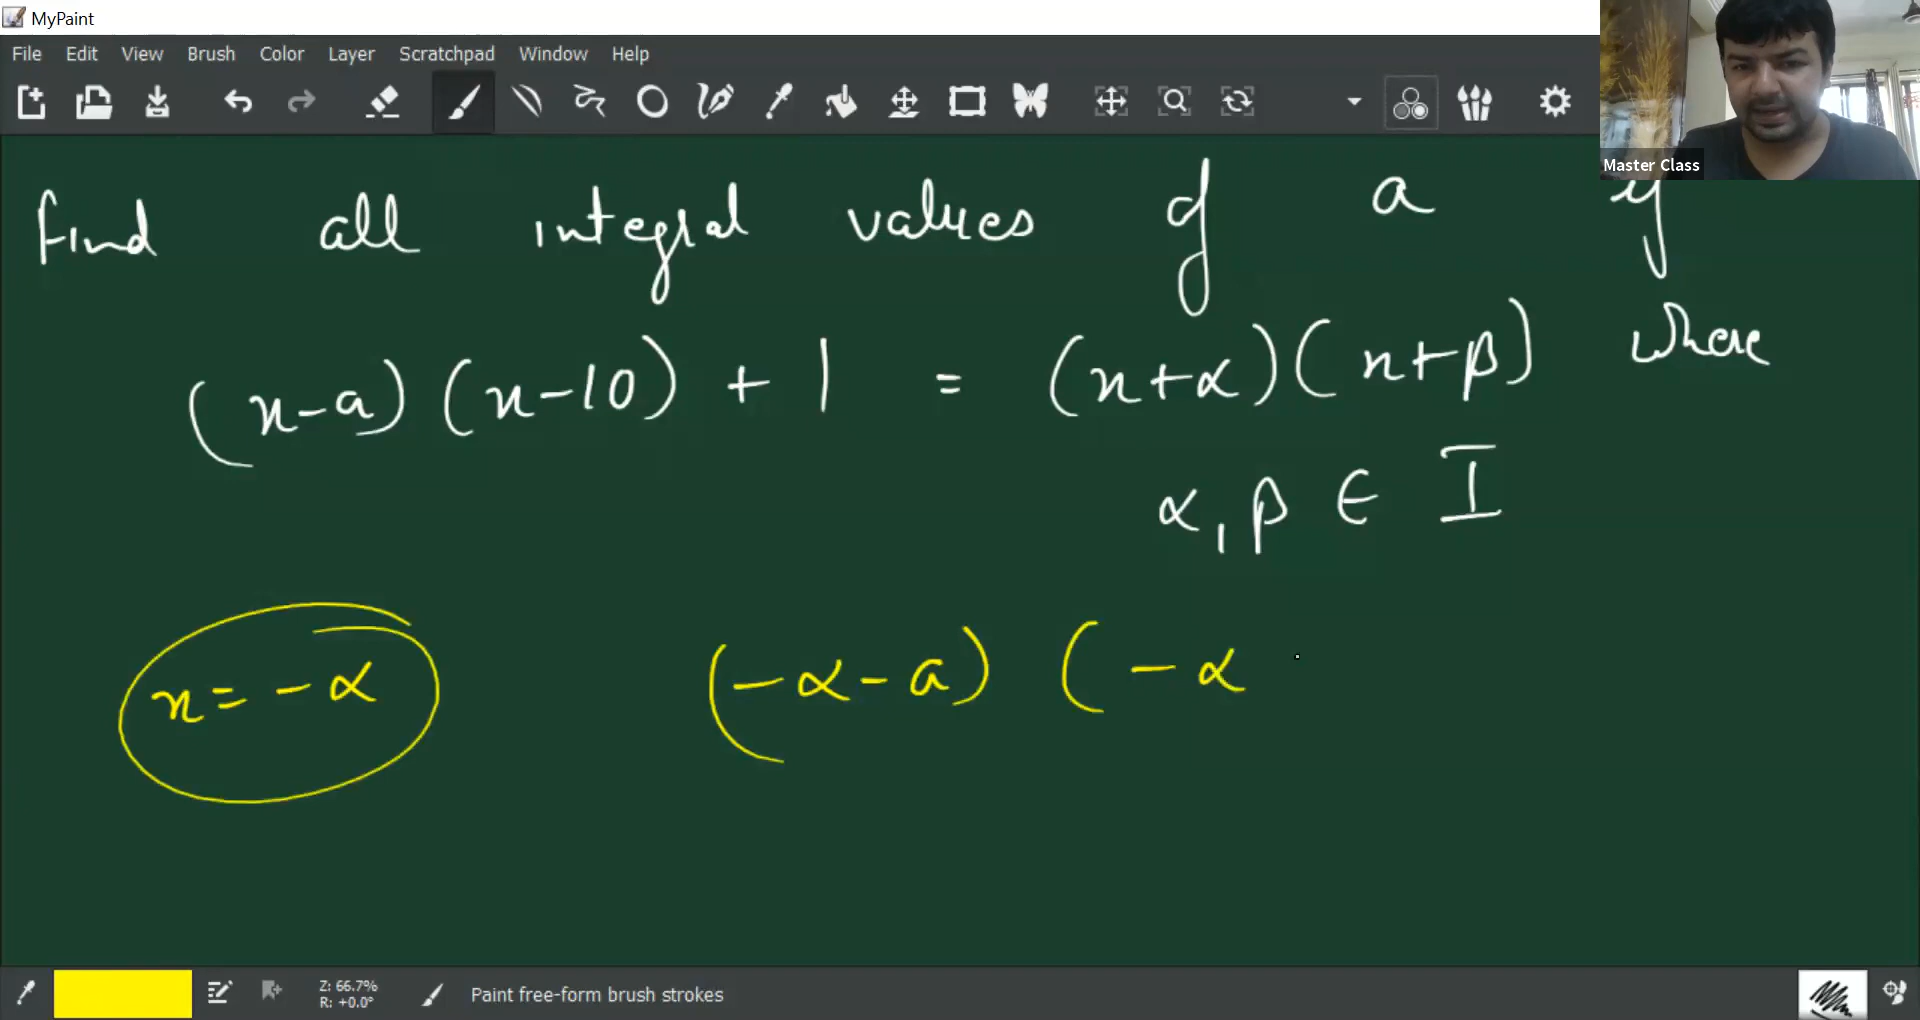 MyPaint
File Edit View Brush Color Layer Scratchpad Window Help
Master Class
Find all integral values of a if
(x-a)(x-10) + 1 = (x+α)(x+β) where
α, β ∈ I
x = -α (-α-a) (-α
Z: 66.7%
R: +0.0°
Paint free-form brush strokes